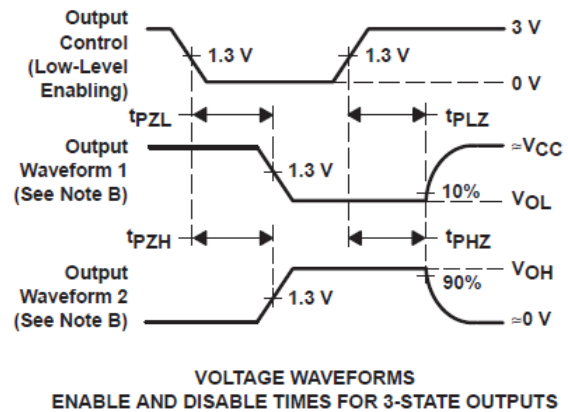 Output
Control
(Low-Level
Enabling)
1.3 V
1.3 V
3 V
0 V
tPZL
tPLZ
Output
Waveform 1
(See Note B)
1.3 V
10%
≈VCC
VOL
tPZH
tPHZ
Output
Waveform 2
(See Note B)
1.3 V
90%
VOH
≈0 V
VOLTAGE WAVEFORMS
ENABLE AND DISABLE TIMES FOR 3-STATE OUTPUTS